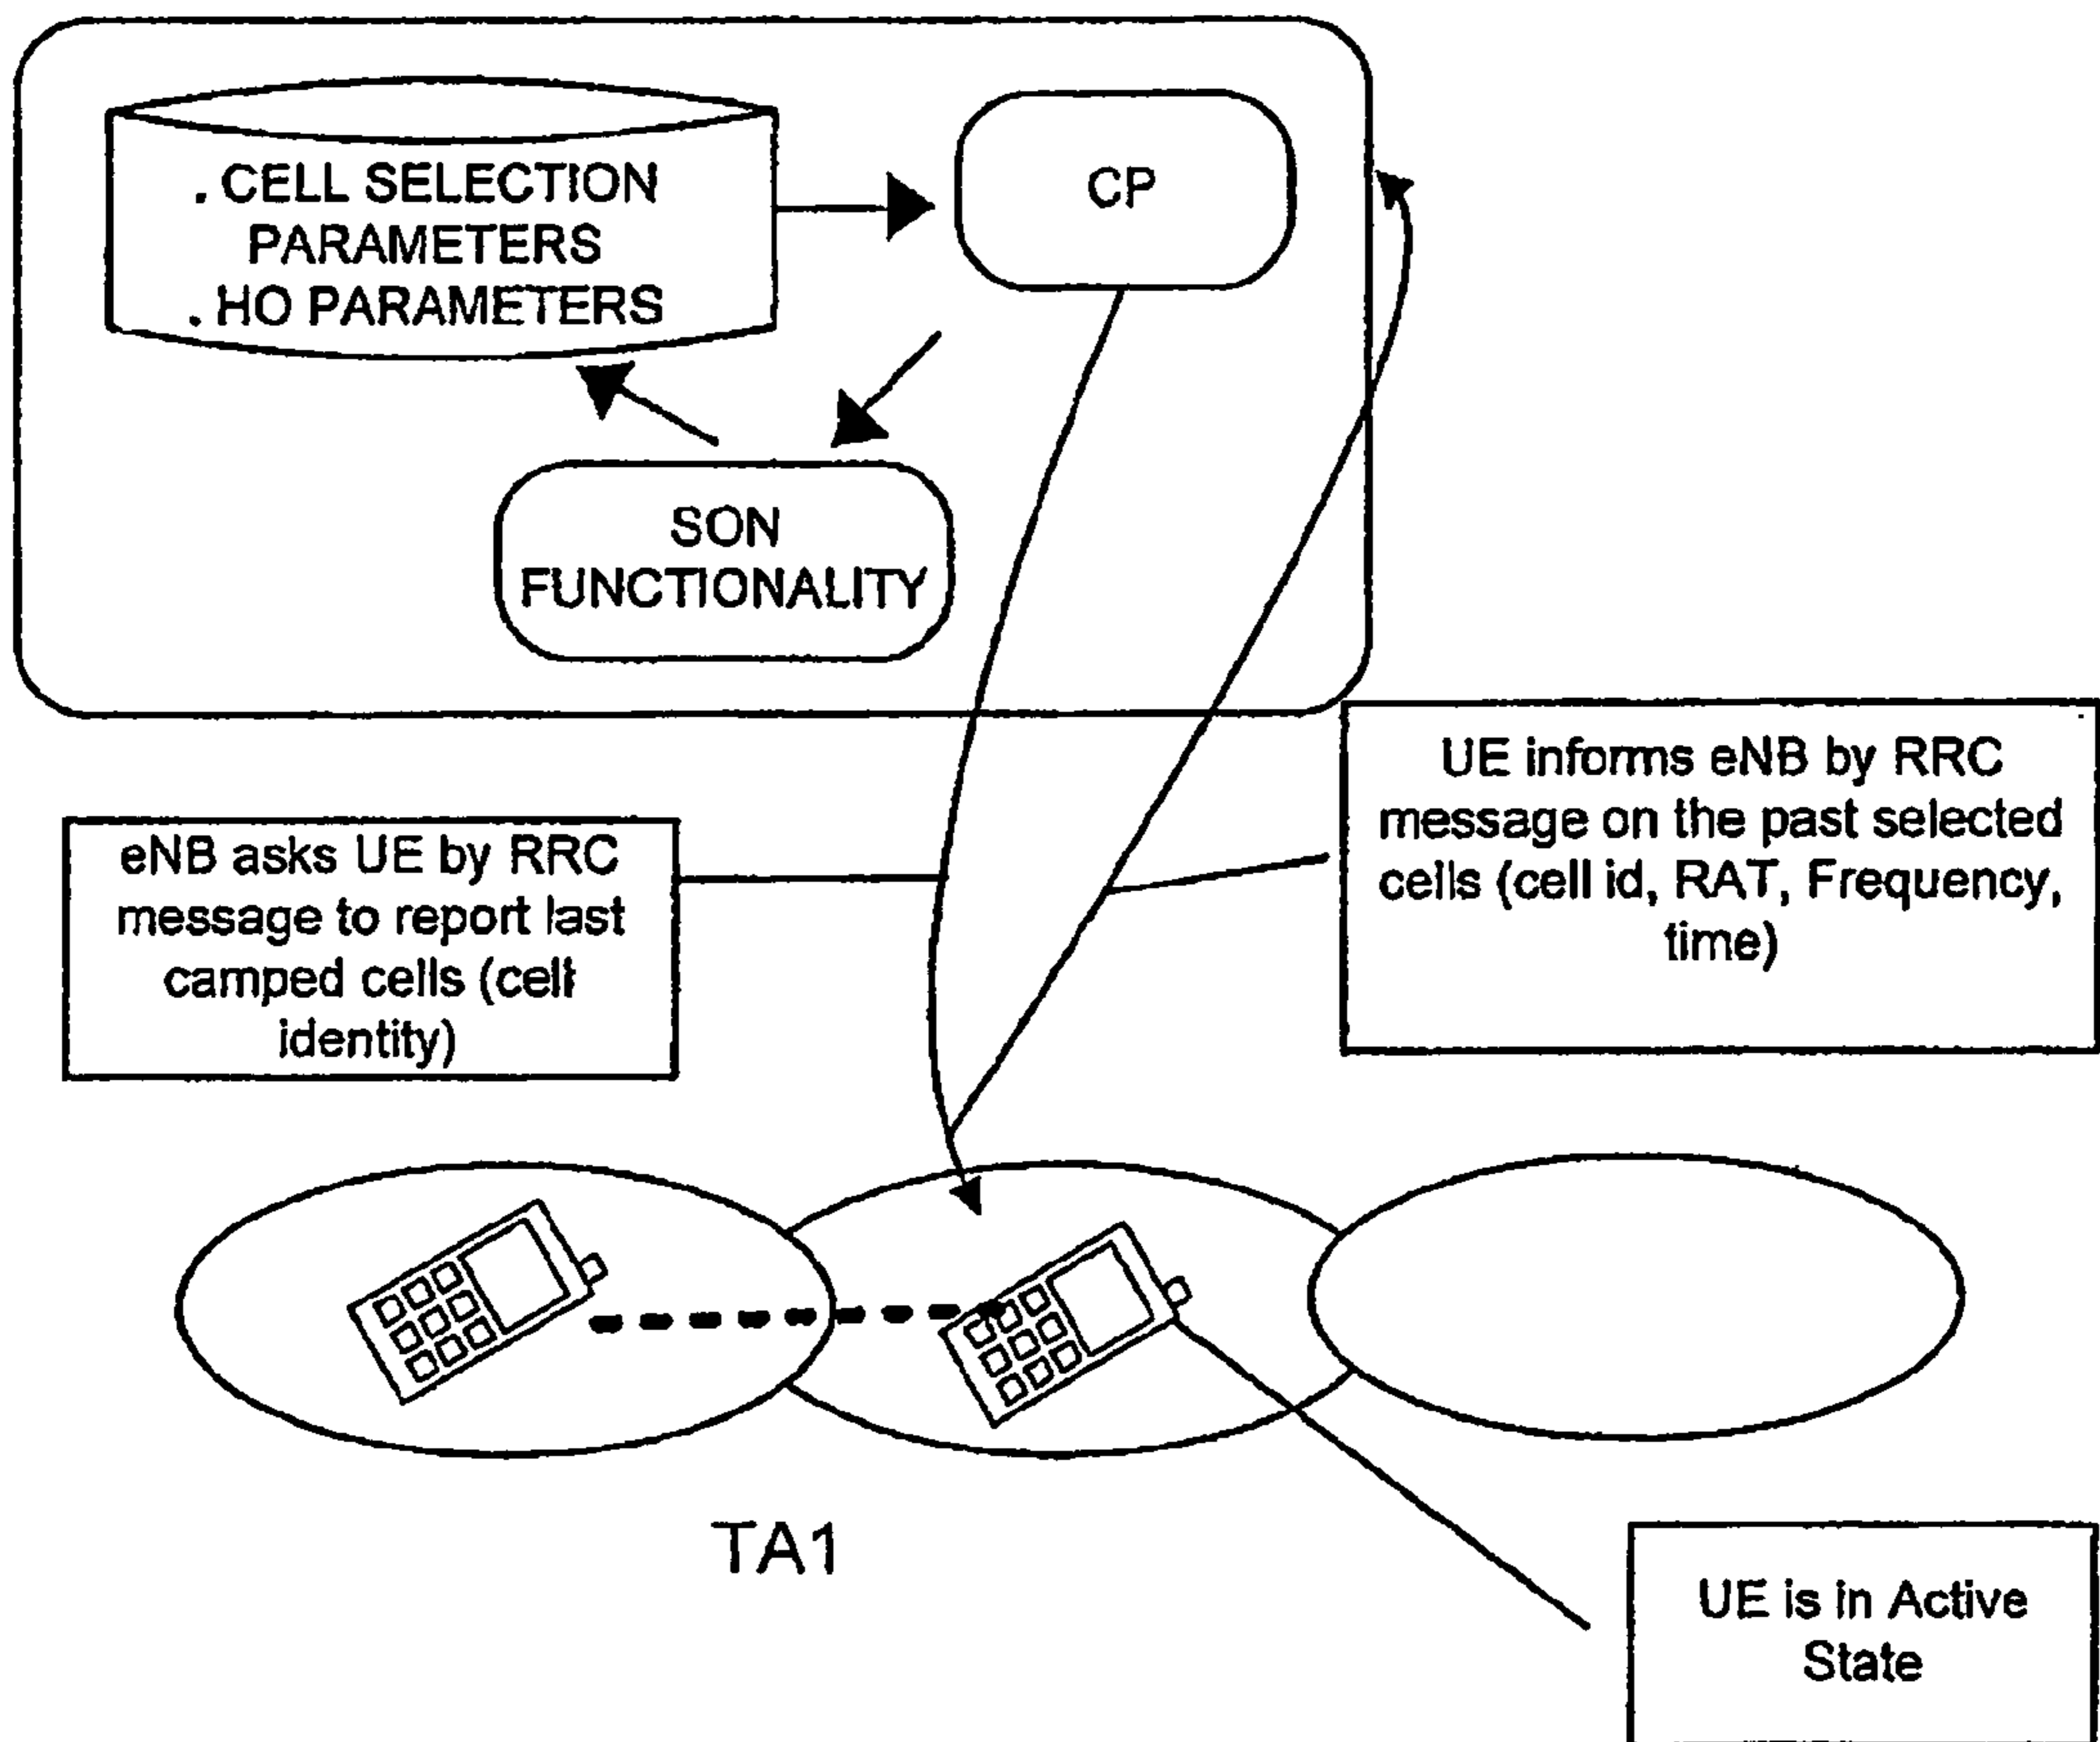 . CELL SELECTION
PARAMETERS
. HO PARAMETERS
CP
SON
FUNCTIONALITY
UE informs eNB by RRC
message on the past selected
cells (cell id, RAT, Frequency,
time)
eNB asks UE by RRC
message to report last
camped cells (cell
identity)
TA1
UE is in Active
State